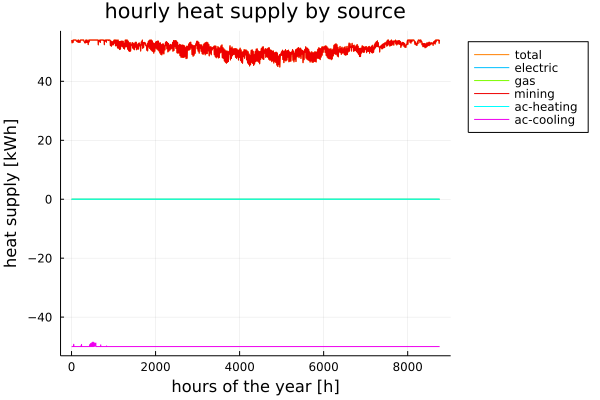 hourly heat supply by source
heat supply [kWh]
40
20
0
−20
−40
0 2000 4000 6000 8000
hours of the year [h]
total
electric
gas
mining
ac-heating
ac-cooling